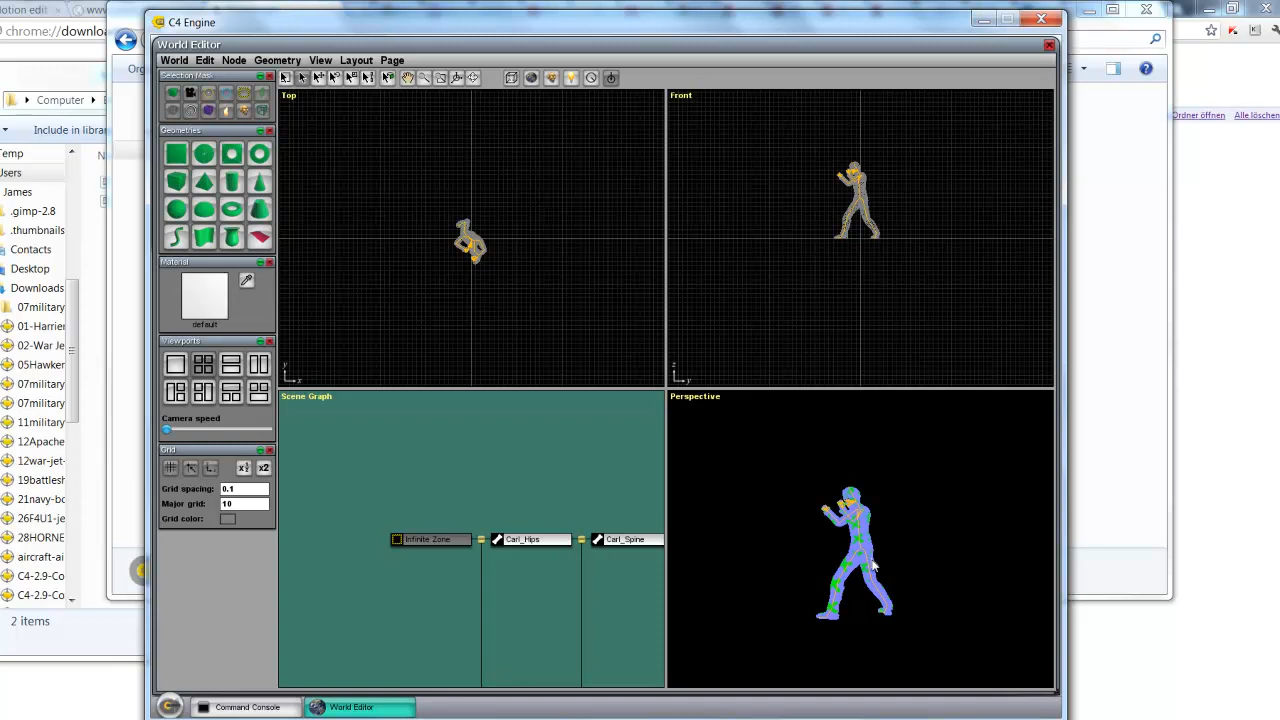 otion edit
www
chrome://downlo
C4 Engine
World Editor
World Edit Node Geometry View Layout Page
Selection Mask
Top
Front
Geometries
Computer
Include in librar
Temp
Users
James
.gimp-2.8
.thumbnails
Contacts
Desktop
Downloads
07military
01-Harrier
02-War Je
05Hawker
07military
07military
11military
12Apache
12war-jet-
19battlesh
21navy-bo
26F4U1-je
28HORNE
aircraft-ai
C4-2.9-Co
C4-2.9-Co
2 items
Material
default
Viewports
Camera speed
Grid
Grid spacing: 0.1
Major grid: 10
Grid color:
y
x
z
y
Scene Graph
Perspective
Infinite Zone
Carl_Hips
Carl_Spine
Ordner öffnen Alle löschen
Command Console
World Editor